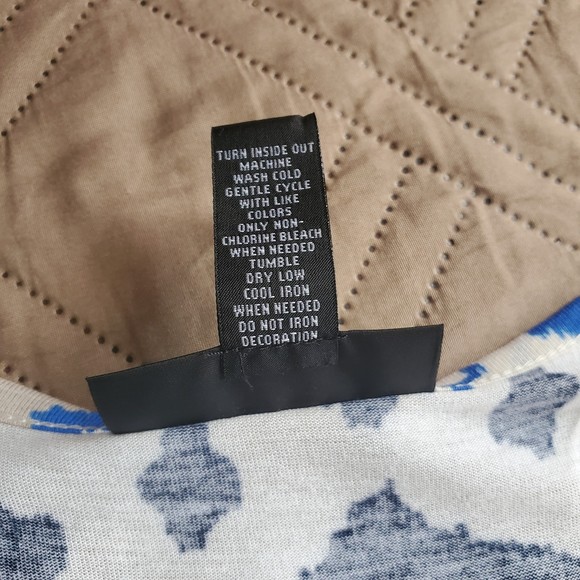 TURN INSIDE OUT
MACHINE
WASH COLD
GENTLE CYCLE
WITH LIKE
COLORS
ONLY NON-
CHLORINE BLEACH
WHEN NEEDED
TUMBLE
DRY LOW
COOL IRON
WHEN NEEDED
DO NOT IRON
DECORATION